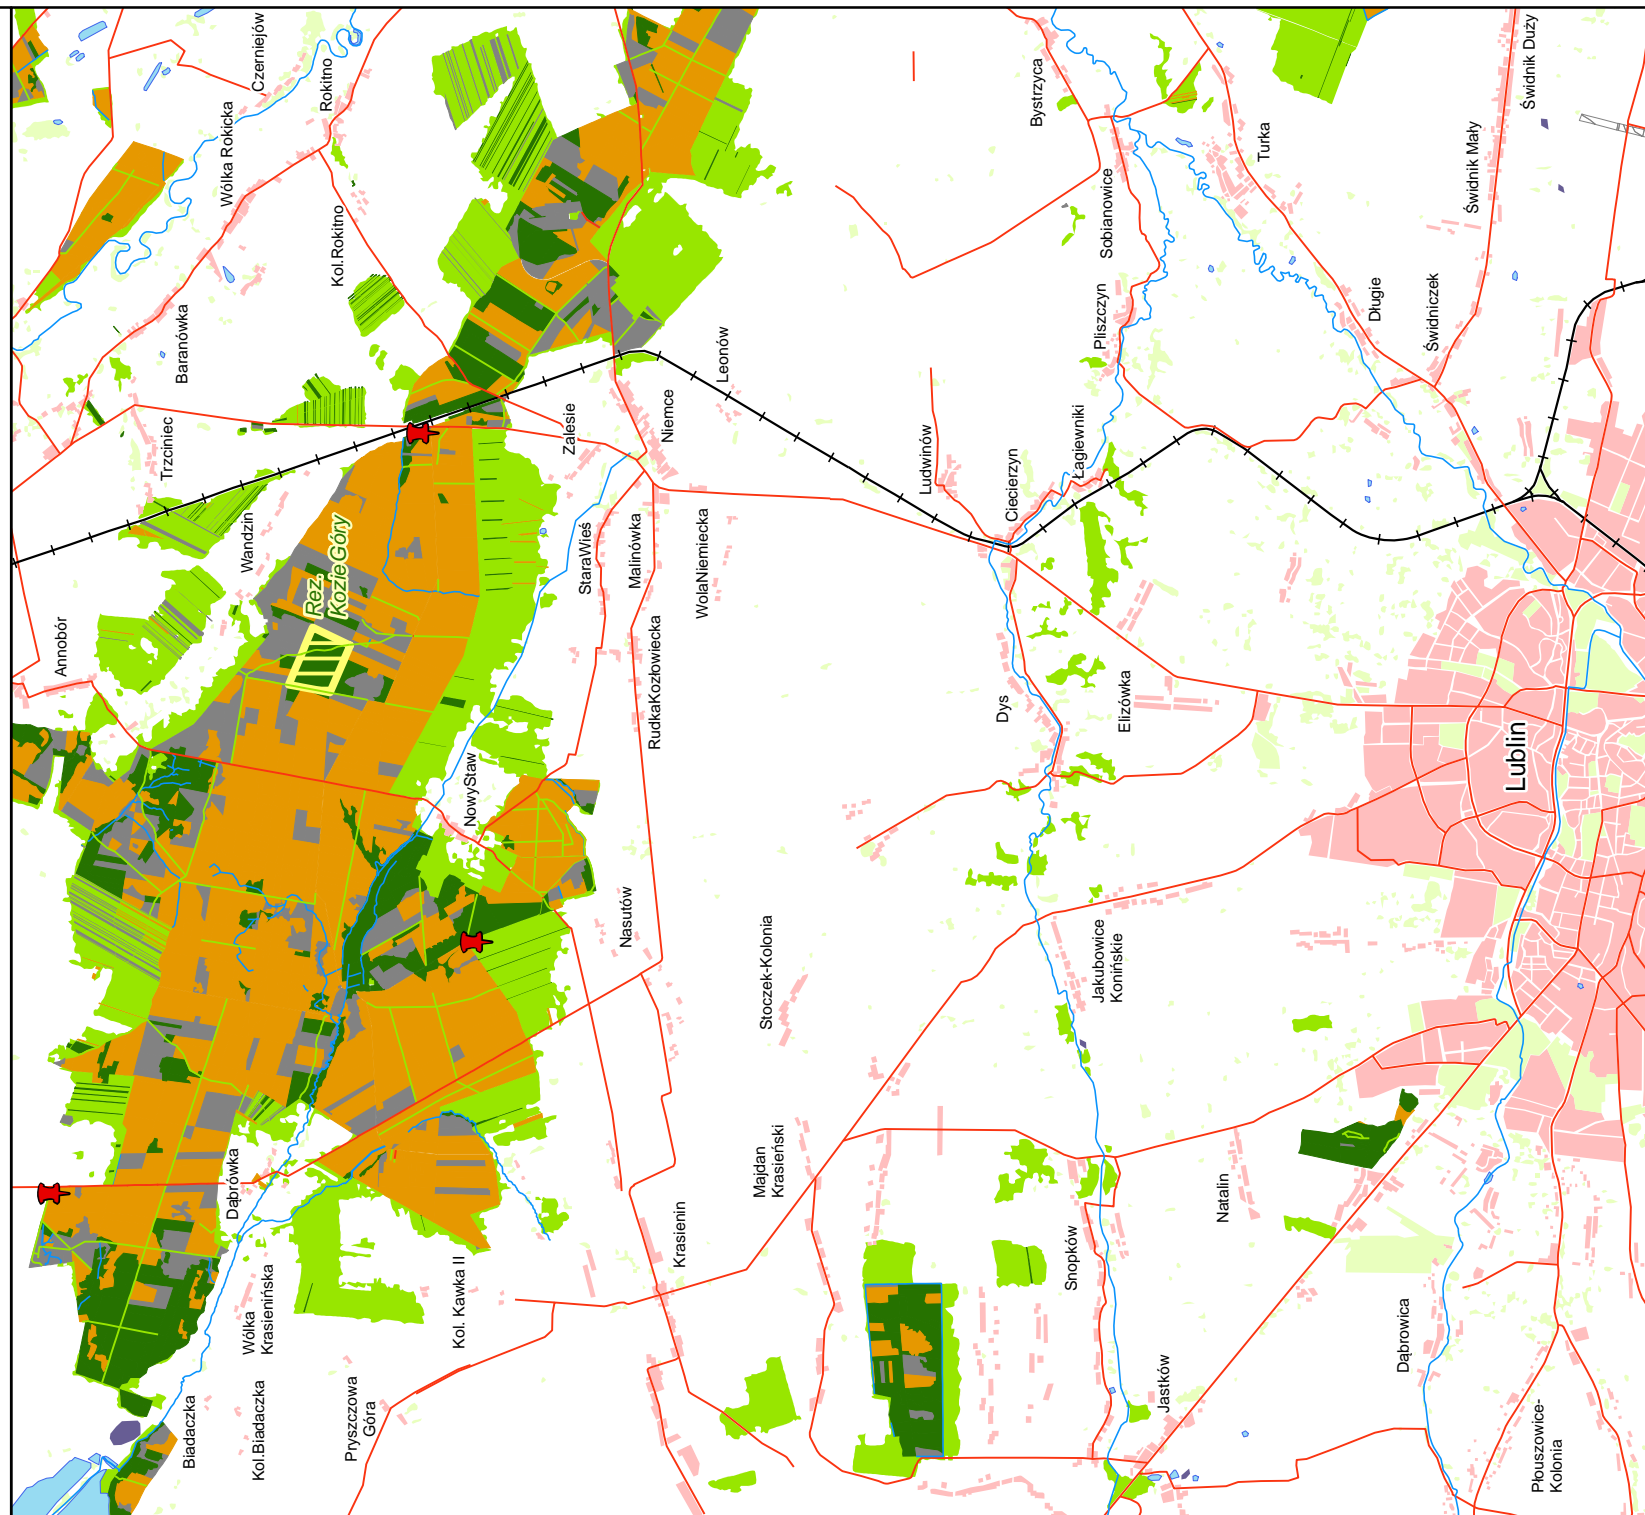 Czerniejów
Rokitno
Wólka Rokicka
Kol.Rokitno
Baranówka
Trzciniec
Wandzin
Annobór
Rez.
KozieGóry
Zalesie
Niemce
Leonów
StaraWieś
Malinówka
WolaNiemiecka
RudkaKozłowiecka
NowyStaw
Nasutów
Stoczek-Kolonia
Dąbrówka
Wólka
Krasienińska
Kol. Kawka II
Biadaczka
Kol.Biadaczka
Pryszczowa
Góra
Krasienin
Majdan
Krasieński
Bystrzyca
Sobianowice
Pliszczyn
Turka
Świdnik Duży
Świdnik Mały
Świdniczek
Długie
Ludwinów
Ciecierzyn
Łagiewniki
Dys
Elizówka
Lublin
Jakubowice
Konińskie
Natalin
Snopków
Jastków
Dąbrowica
Płouszowice-
Kolonia